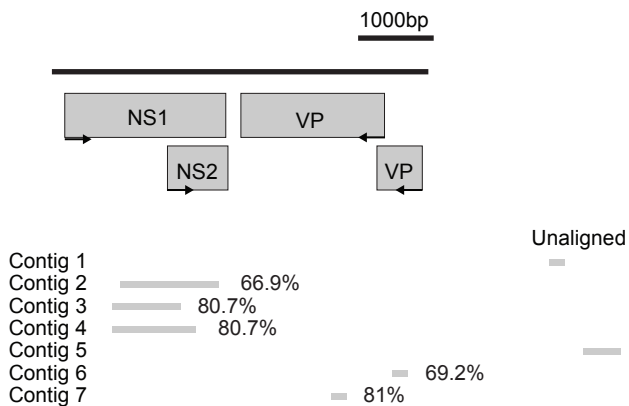 1000bp
NS1 VP
NS2 VP
Unaligned
Contig 1
Contig 2 66.9%
Contig 3 80.7%
Contig 4 80.7%
Contig 5
Contig 6 69.2%
Contig 7 81%